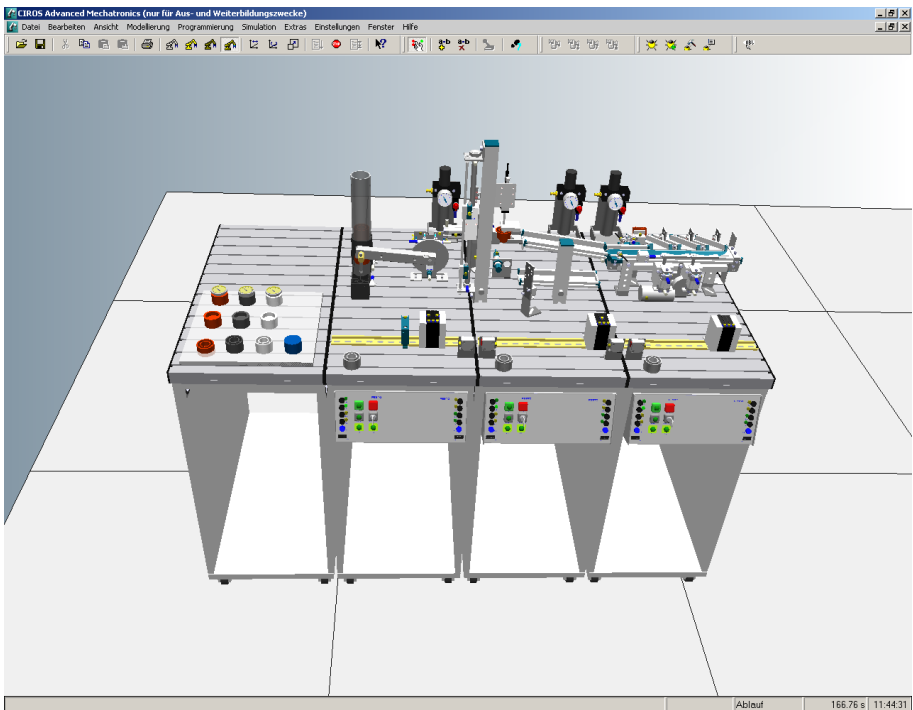 CIROS Advanced Mechatronics (nur für Aus- und Weiterbildungszwecke)
Datei Bearbeiten Ansicht Modellierung Programmierung Simulation Extras Einstellungen Fenster Hilfe
a-b a-b
Ablauf 166.76 s 11:44:31